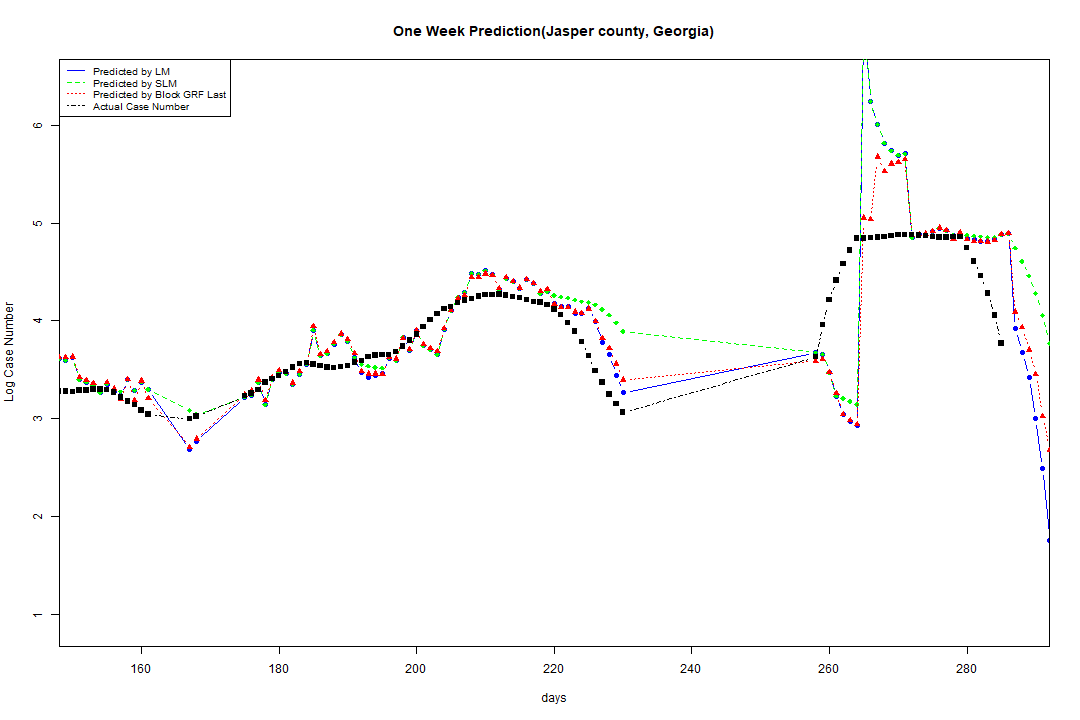 One Week Prediction(Jasper county, Georgia)
Predicted by LM
Predicted by SLM
Predicted by Block GRF Last
Actual Case Number
Log Case Number
6
5
4
3
2
1
160 180 200 220 240 260 280
days